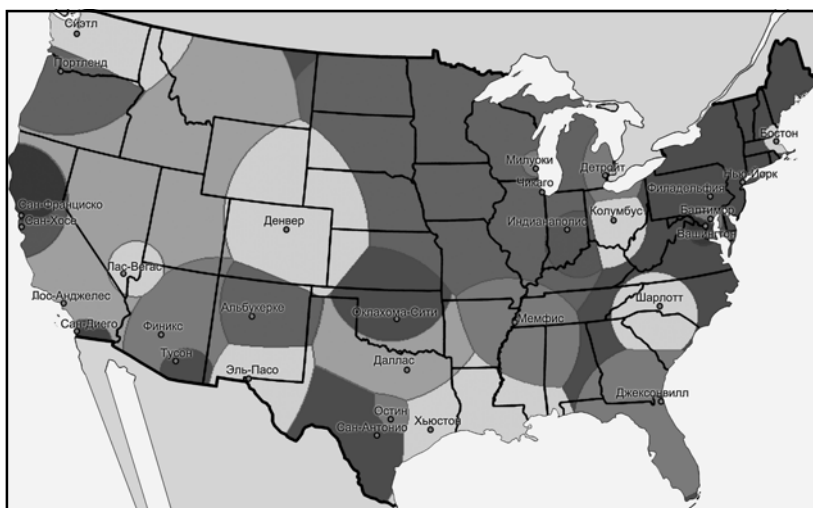 Сиэтл
Портленд
Бостон
Милуоки
Детройт
Нью-Йорк
Чикаго
Филадельфия
Сан-Франциско
Колумбус
Балтимор
Сан-Хосе
Денвер
Индианаполис
Вашингтон
Лас-Вегас
Лос-Анджелес
Альбукерке
Оклахома-Сити
Шарлотт
Мемфис
Сан-Диего
Финикс
Тусон
Эль-Пасо
Даллас
Джексонвилл
Остин
Хьюстон
Сан-Антонио